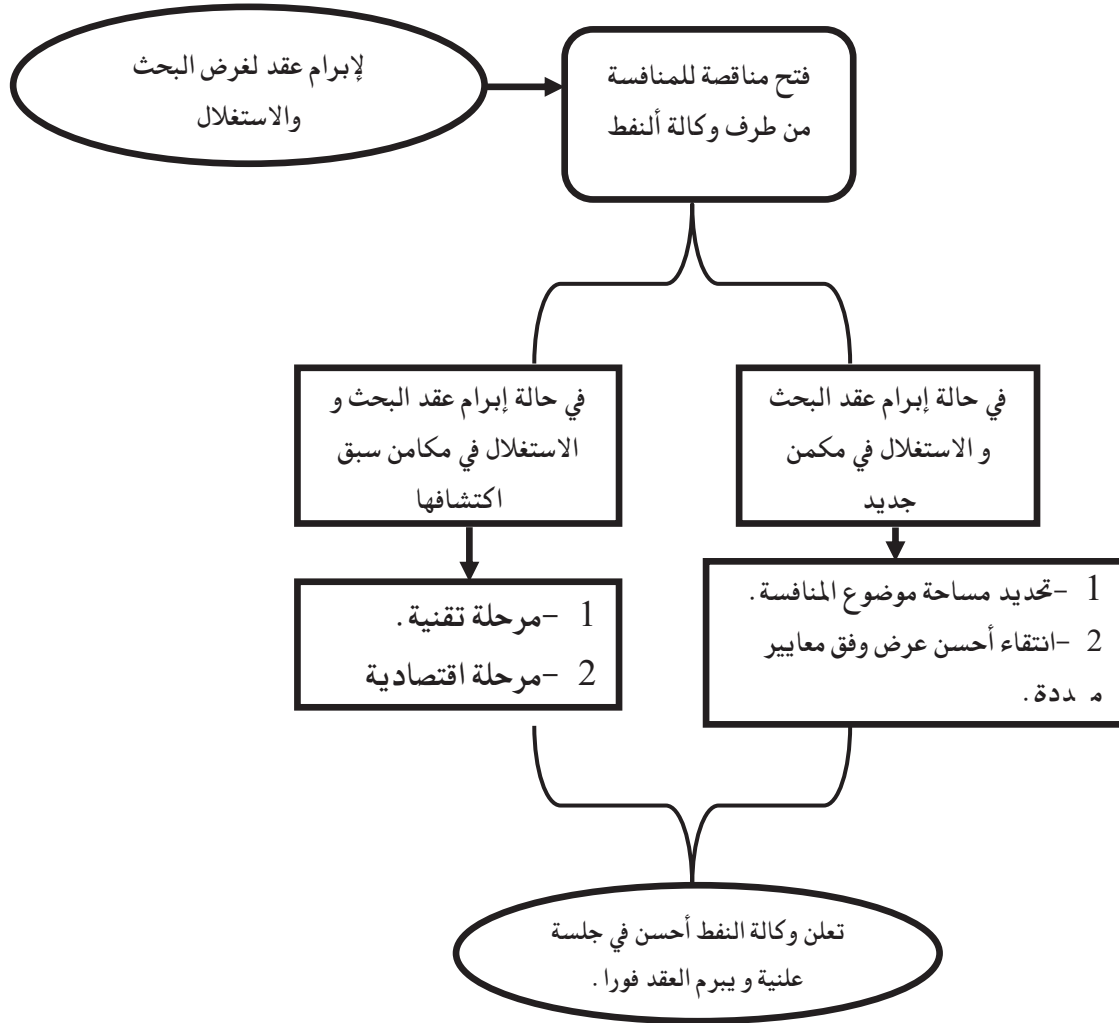 لإبرام عقد لغرض البحث
والاستغلال
فتح مناقصة للمنافسة
من طرف وكالة ألنفط
في حالة إبرام عقد البحث
و الاستغلال في مكمن
جديد
في حالة إبرام عقد البحث و
الاستغلال في مكامن سبق
اكتشافها
1 -تحديد مساحة موضوع المنافسة.
2 -انتقاء أحسن عرض وفق معايير
م ددة.
1 -مرحلة تقنية.
2 -مرحلة اقتصادية
تعلن وكالة النفط أحسن في جلسة
علنية و يبرم العقد فورا.